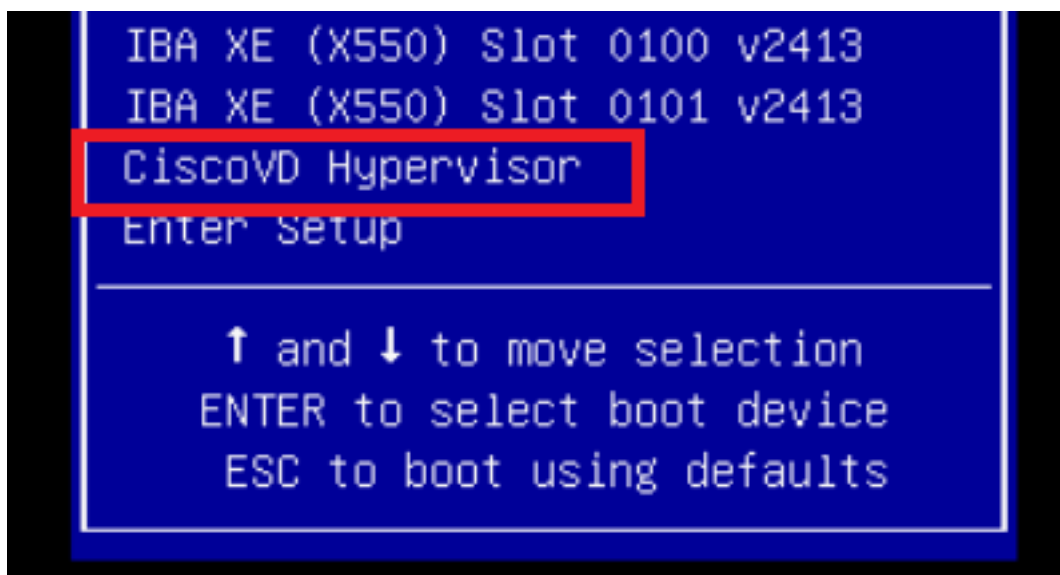 IBA XE (X550) Slot 0100 v2413
IBA XE (X550) Slot 0101 v2413
CiscoVD Hypervisor
Enter Setup
↑ and ↓ to move selection
ENTER to select boot device
ESC to boot using defaults